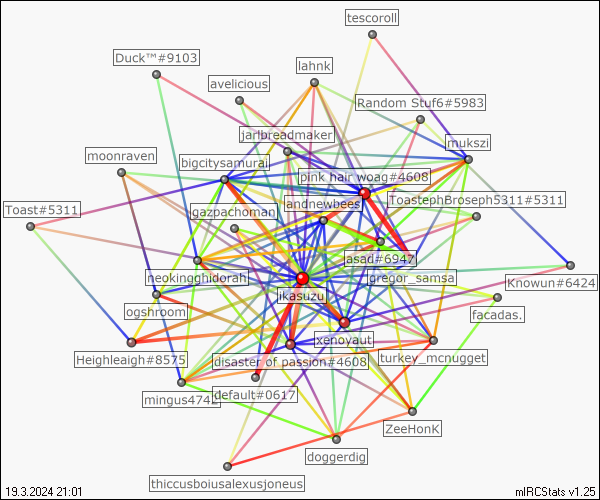 tescoroll
Duck™#9103
lahnk
avelicious
Random Stuf6#5983
jarlbreadmaker
mukszi
moonraven
bigcitysamurai
pink hair woag#4608
ToastephBroseph5311#5311
andnewbees
Toast#5311
gazpachoman
asad#6947
neokinoghidorah
gregor_samsa
Knowun#6424
ikasuzu
ogshroom
facadas.
xenoyaut
Heighleaigh#8575
disaster of passion#4608
turkey_mcnugget
default#0617
mingus4742
ZeeHonK
doggerdig
thiccusboiusalexusjoneus
19.3.2024 21:01
mIRCStats v1.25